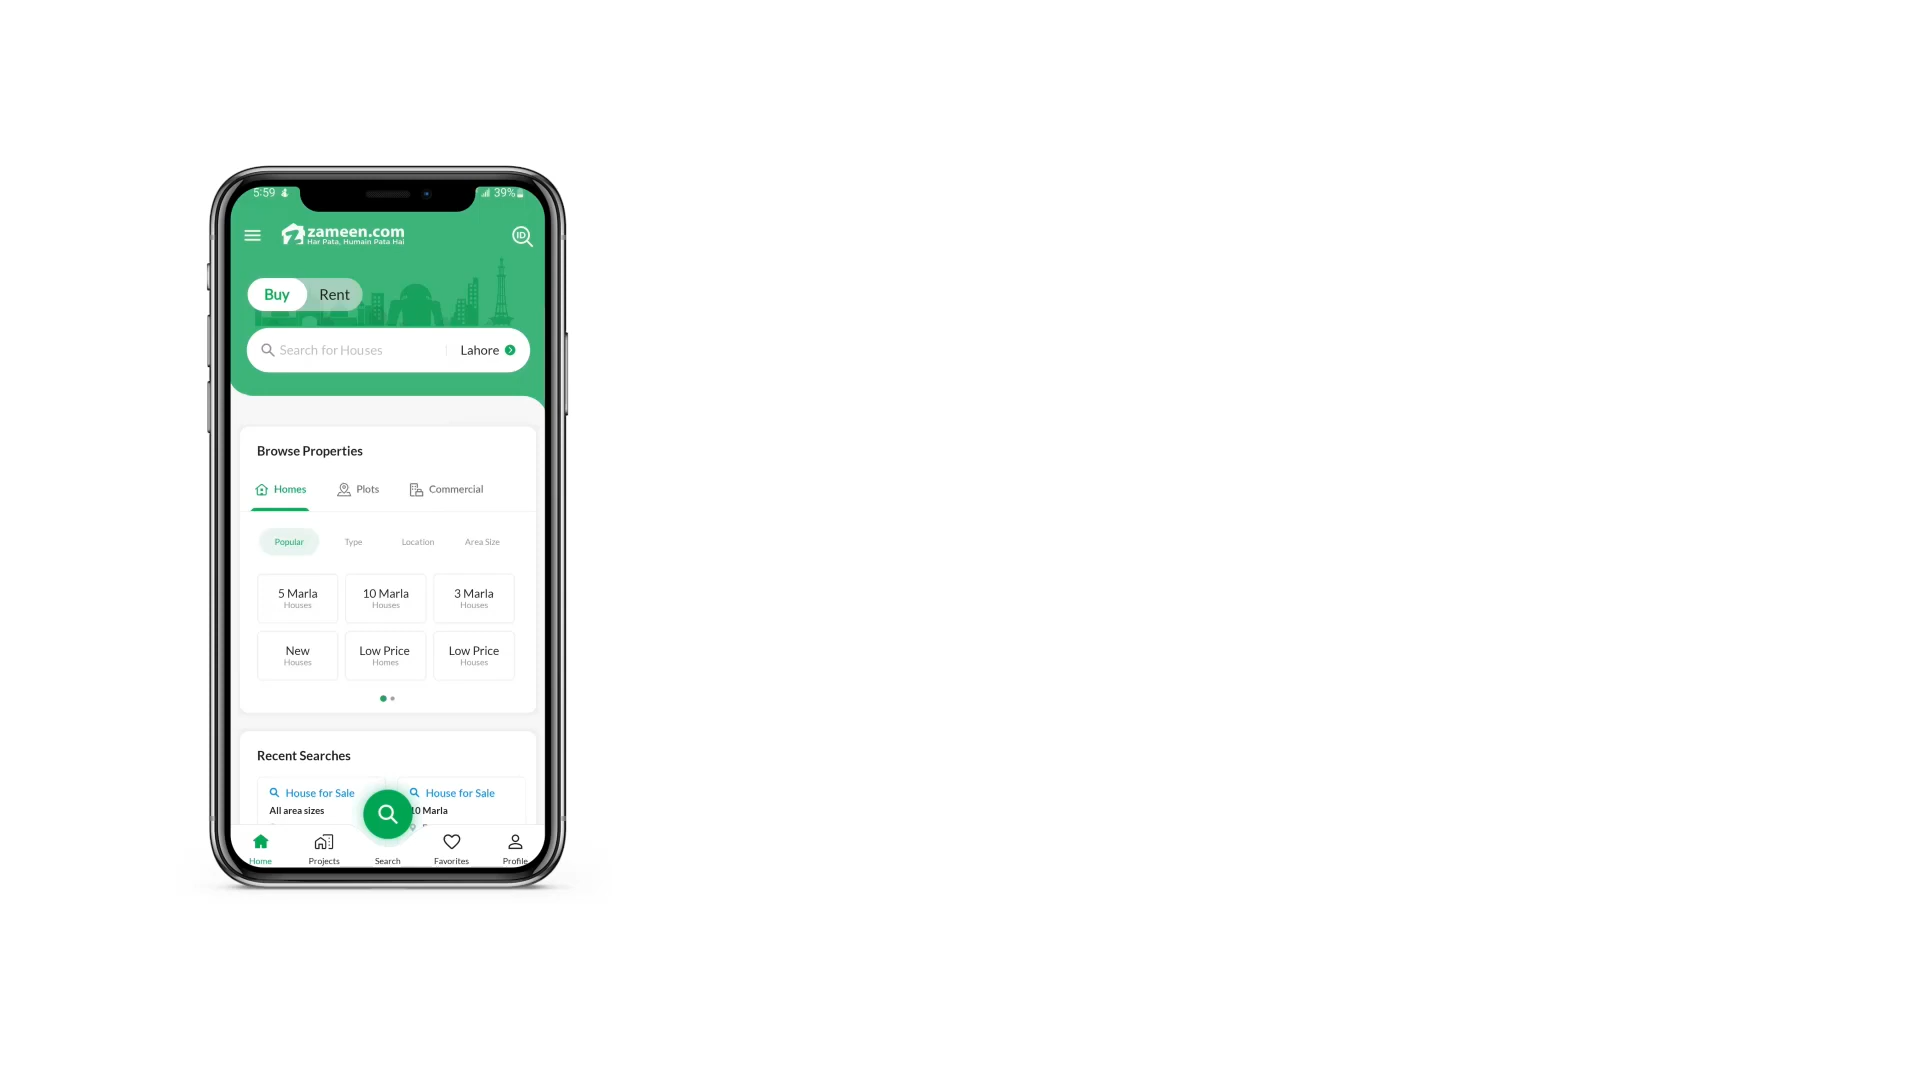 5:59
39%
zameen.com
Har Pata, Humain Pata Hai
ID
Buy Rent
Search for Houses Lahore
Browse Properties
Homes Plots Commercial
Popular Type Location Area Size
5 Marla 10 Marla 3 Marla
Houses Houses Houses
New Low Price Low Price
Houses Homes Houses
Recent Searches
House for Sale House for Sale
All area sizes 10 Marla
Home Projects Search Favorites Profile